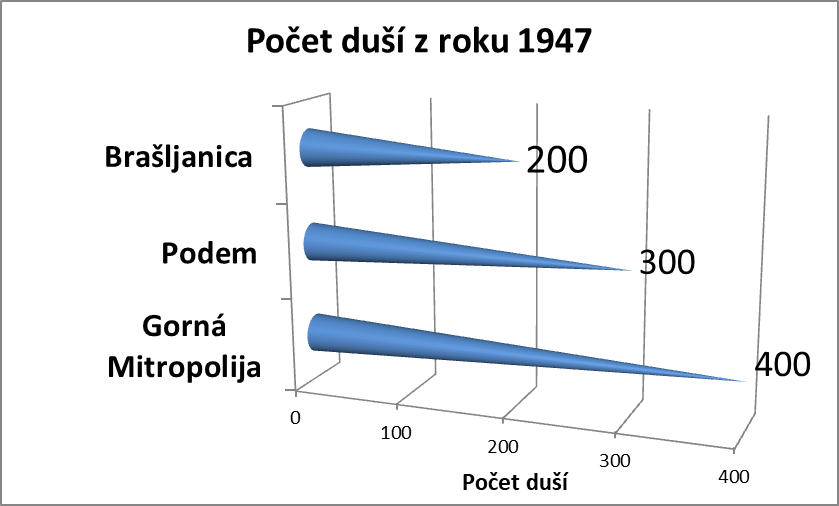 Počet duší z roku 1947
Brašljanica
200
Podem
300
Gorná
Mitropolija
400
0
100
200
300
400
Počet duší